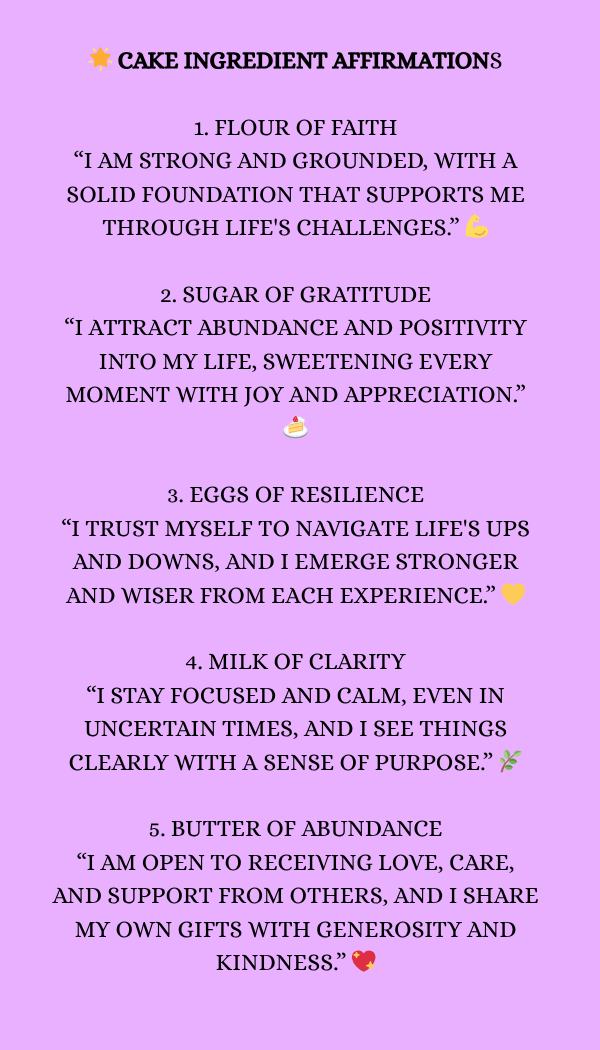 🌟 CAKE INGREDIENT AFFIRMATIONS
1. FLOUR OF FAITH
“I AM STRONG AND GROUNDED, WITH A
SOLID FOUNDATION THAT SUPPORTS ME
THROUGH LIFE'S CHALLENGES.” 💪
2. SUGAR OF GRATITUDE
“I ATTRACT ABUNDANCE AND POSITIVITY
INTO MY LIFE, SWEETENING EVERY
MOMENT WITH JOY AND APPRECIATION.”
🍰
3. EGGS OF RESILIENCE
“I TRUST MYSELF TO NAVIGATE LIFE'S UPS
AND DOWNS, AND I EMERGE STRONGER
AND WISER FROM EACH EXPERIENCE.” 💛
4. MILK OF CLARITY
“I STAY FOCUSED AND CALM, EVEN IN
UNCERTAIN TIMES, AND I SEE THINGS
CLEARLY WITH A SENSE OF PURPOSE.” 🌿
5. BUTTER OF ABUNDANCE
“I AM OPEN TO RECEIVING LOVE, CARE,
AND SUPPORT FROM OTHERS, AND I SHARE
MY OWN GIFTS WITH GENEROSITY AND
KINDNESS.” 💖